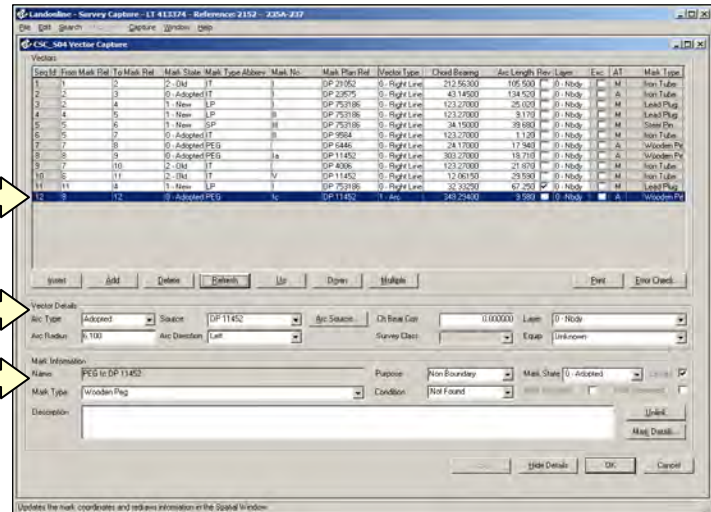 Landonline - Survey Capture - LT 413374 - Reference: 2152 - 235A-237
File Edit Search Capture Window Help
CSC_S04 Vector Capture
Vectors
Seq Id From Mark Ref To Mark Ref Mark State Mark Type Abbrev Mark No. Mark Plan Ref Vector Type Chord Bearing Arc Length Rev Layer Exc AT Mark Type
1 1 2 2 - Old IT I DP 21052 0 - Right Line 212.56300 105.500 0 - Nbdy M Iron Tube
2 2 3 0 - Adopted IT I DP 23575 0 - Right Line 43.14500 134.520 0 - Nbdy A Iron Tube
3 2 4 1 - New LP I DP 753186 0 - Right Line 123.27000 25.020 0 - Nbdy M Lead Plug
4 4 5 1 - New LP II DP 753186 0 - Right Line 123.27000 9.170 0 - Nbdy M Lead Plug
5 5 6 1 - New SP III DP 753186 0 - Right Line 34.15000 39.680 0 - Nbdy M Steel Pin
6 5 7 0 - Adopted IT II DP 9584 0 - Right Line 123.27000 1.120 0 - Nbdy M Iron Tube
7 7 8 0 - Adopted PEG DP 6446 0 - Right Line 24.17000 17.940 0 - Nbdy A Wooden Pe
8 8 9 0 - Adopted PEG Ia DP 11452 0 - Right Line 303.27000 18.710 0 - Nbdy A Wooden Pe
9 7 10 2 - Old IT DP 4006 0 - Right Line 123.27000 21.870 0 - Nbdy M Iron Tube
10 6 11 2 - Old IT V DP 11452 0 - Right Line 12.06150 29.590 0 - Nbdy M Iron Tube
11 11 4 1 - New LP I DP 753186 0 - Right Line 32.33250 67.250 0 - Nbdy M Lead Plug
12 9 12 0 - Adopted PEG Ic DP 11452 1 - Arc 349.29400 9.580 0 - Nbdy A Wooden Pe
Insert Add Delete Refresh Up Down Multiple Print Error Check
Vector Details
Arc Type Adopted Source DP 11452 Arc Source... 0.000000 Layer 0 - Nbdy
Arc Radius 6.100 Arc Direction Left Survey Class Equip Unknown
Mark Information
Name PEG Ic DP 11452 Purpose Non Boundary Mark State 0 - Adopted
Mark Type Wooden Peg Condition Not Found
Description Unlink
Mark Details
Hide Details OK Cancel
Updates the mark coordinates and redraws information in the Spatial Window